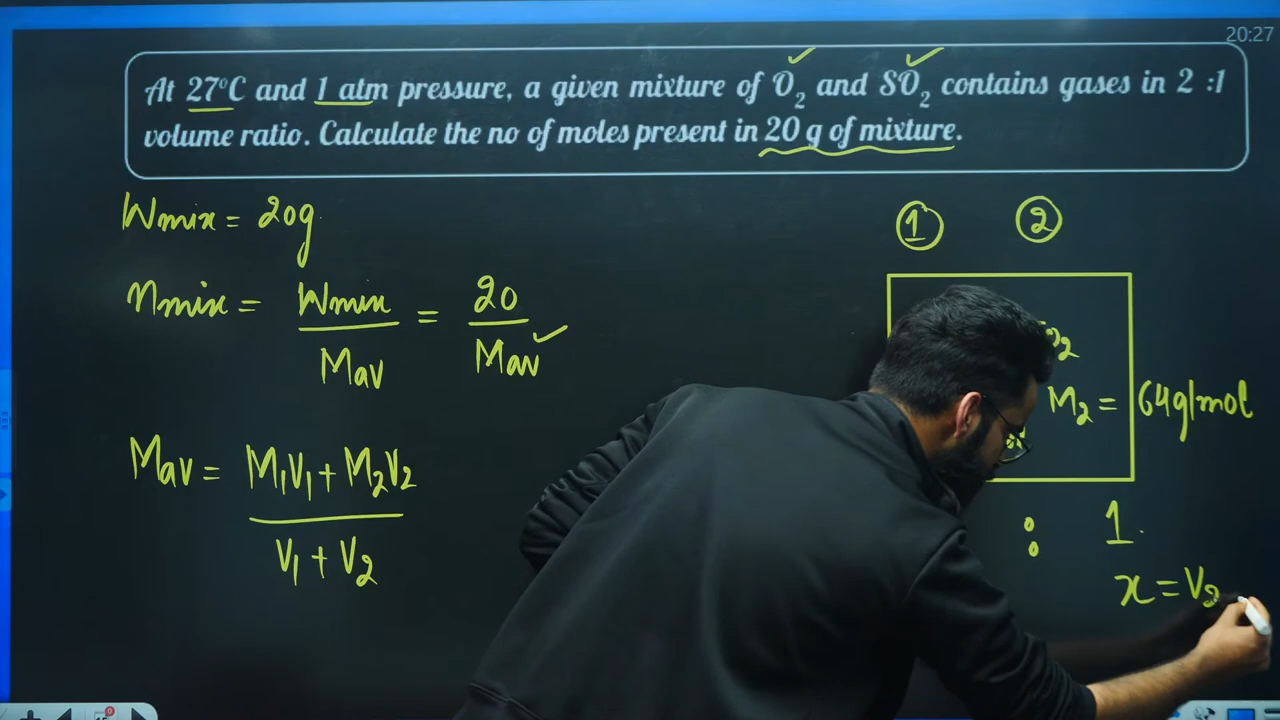 20:27
At 27°C and 1 atm pressure, a given mixture of O₂ and SO₂ contains gases in 2 :1
volume ratio. Calculate the no of moles present in 20 g of mixture.
Wmix = 20g
① ②
nmix = Wmix / Mav = 20 / Mav
M₂ = 64g/mol
Mav = M₁V₁ + M₂V₂ / V₁ + V₂
: 1
x = V₂